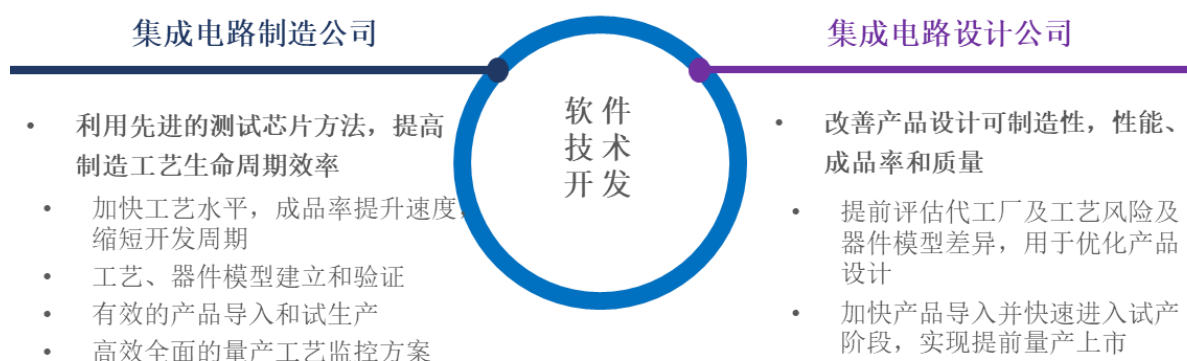 集成电路制造公司
• 利用先进的测试芯片方法，提高
制造工艺生命周期效率
• 加快工艺水平，成品率提升速度，
缩短开发周期
• 工艺、器件模型建立和验证
• 有效的产品导入和试生产
• 高效全面的量产工艺监控方案
软件
技术
开发
集成电路设计公司
• 改善产品设计可制造性，性能、
成品率和质量
• 提前评估代工厂及工艺风险及
器件模型差异，用于优化产品
设计
• 加快产品导入并快速进入试产
阶段，实现提前量产上市